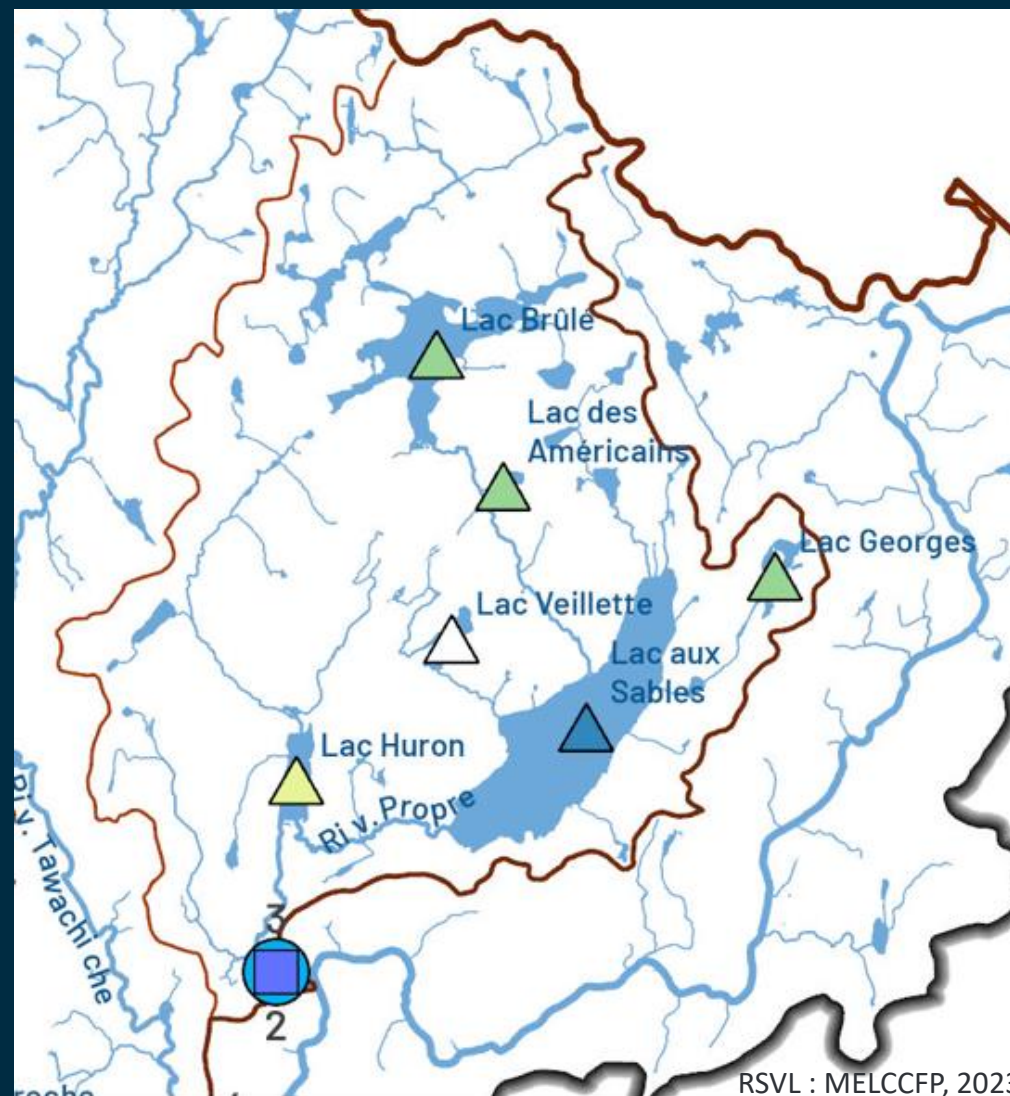 Lac Brûlé
Lac des
Américains
Lac Georges
Lac Veillette
Lac aux
Sables
Lac Huron
Riv. Propre
Riv. Tawachiche
3
2
RSVL : MELCCFP, 2023